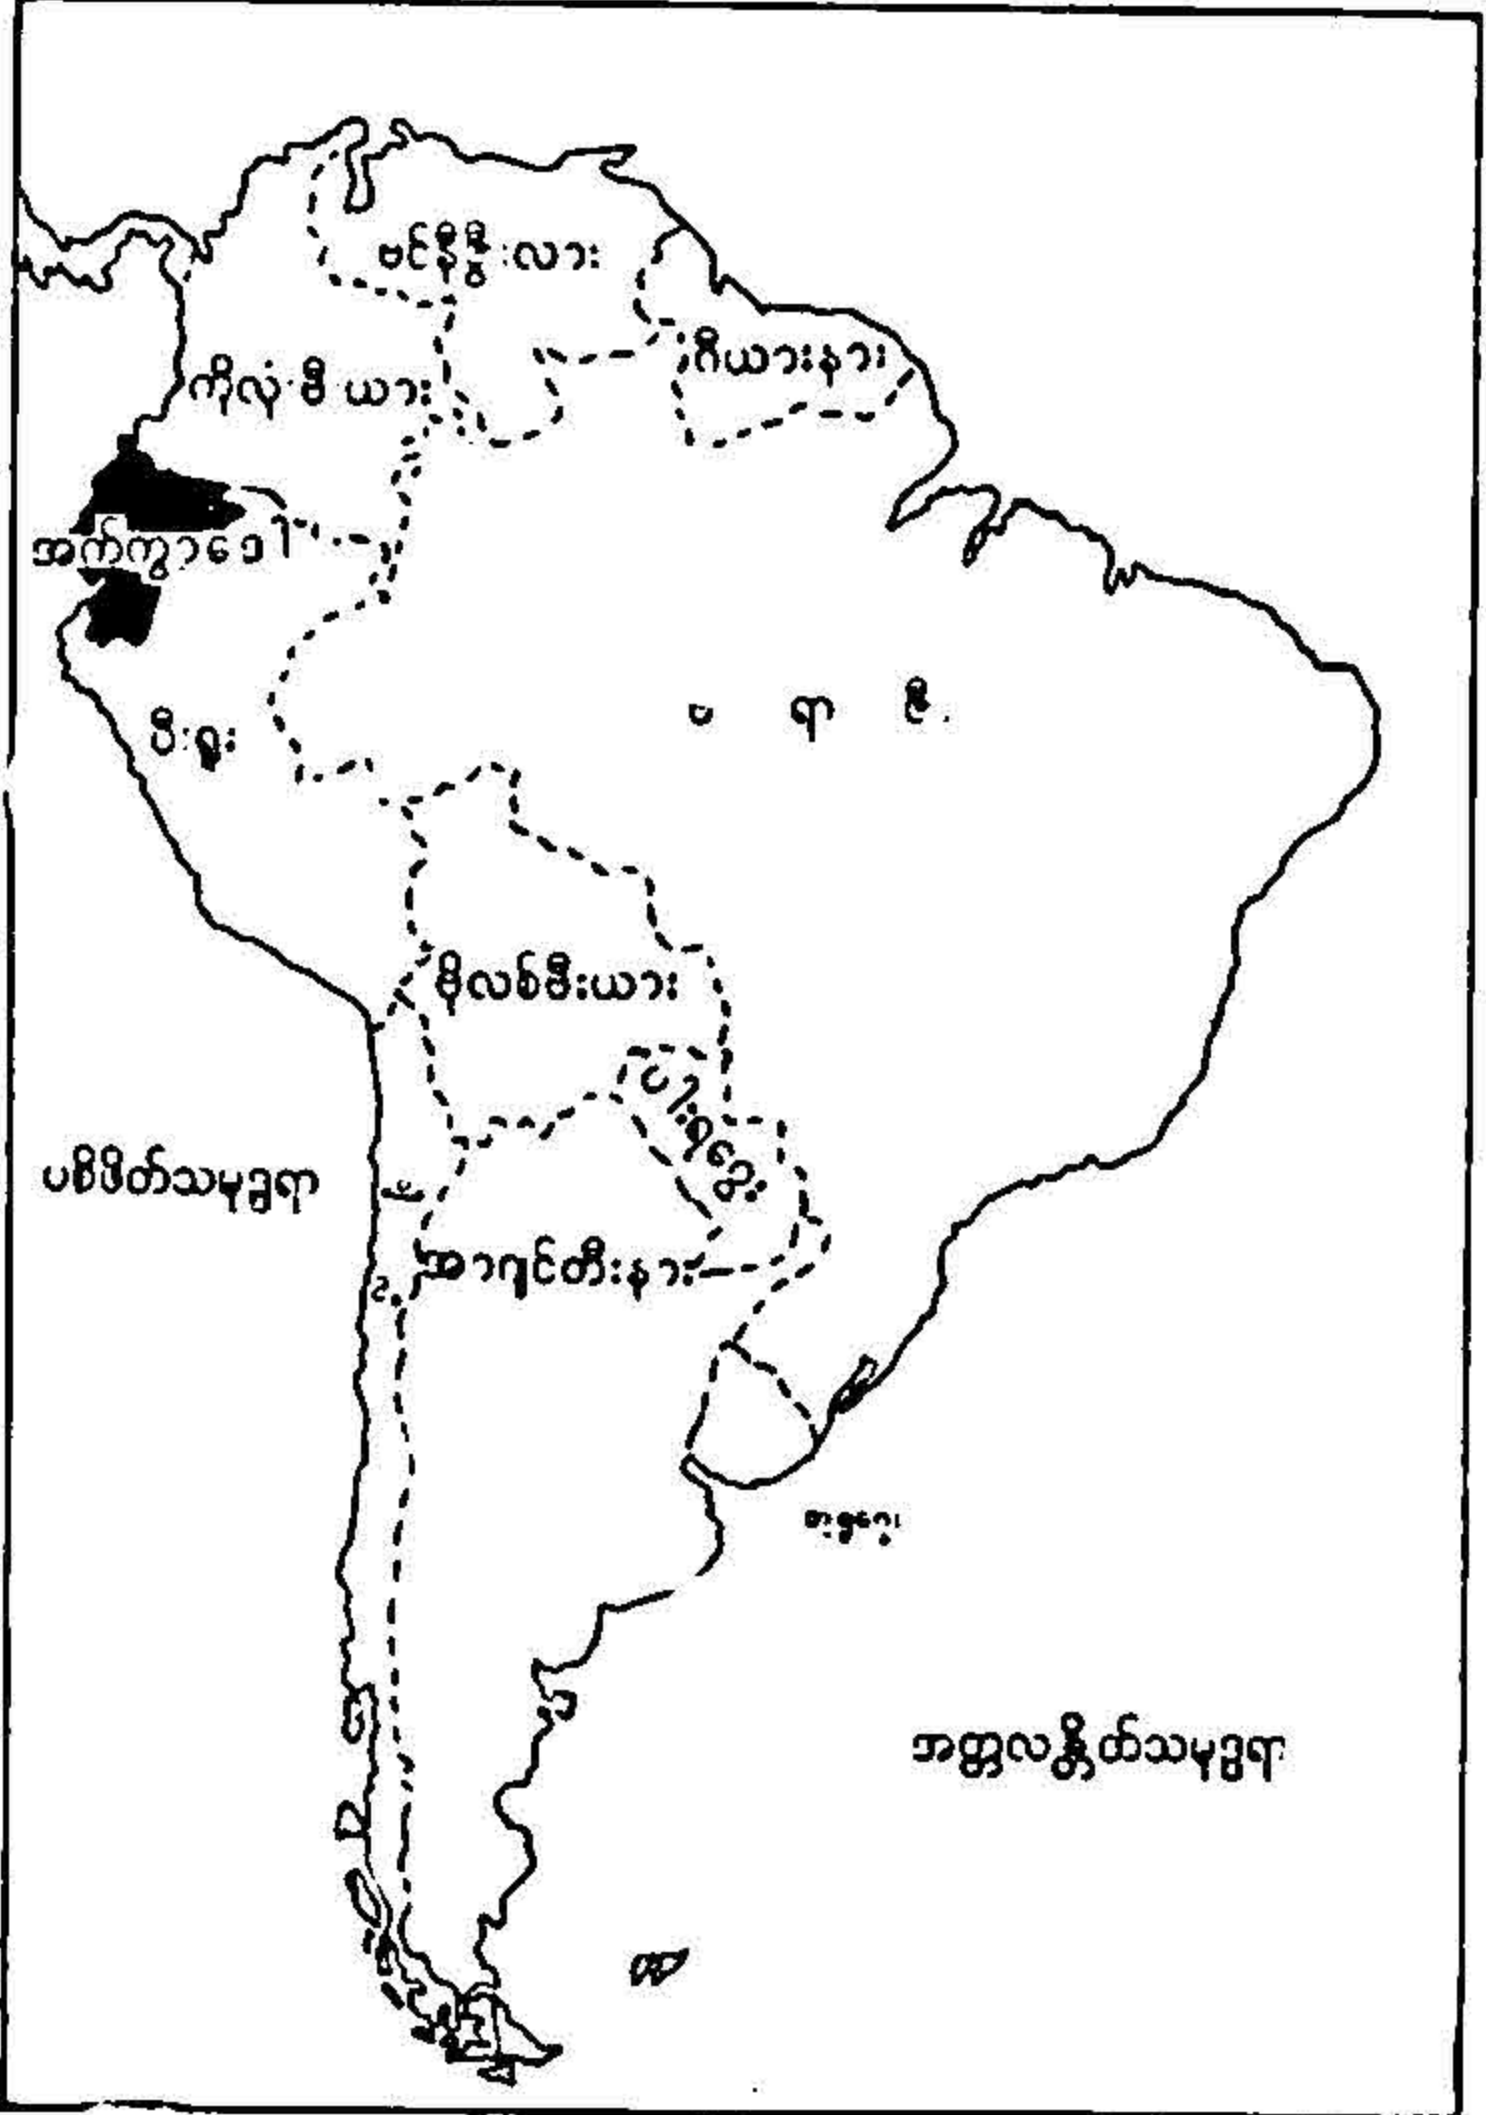 ဗင်နီဇွီးလား
ဂီယားနား
ကိုလံဗီယား
အက်ကွာဒေါ
ဗရာဇီ
ပီးရူး
ဗိုလစ်ဗီးယား
ပါးရဂွေး
ပစိဖိတ်သမုဒ္ဒရာ
အာဂျင်တီးနား
အတ္တလန္တိတ်သမုဒ္ဒရာ